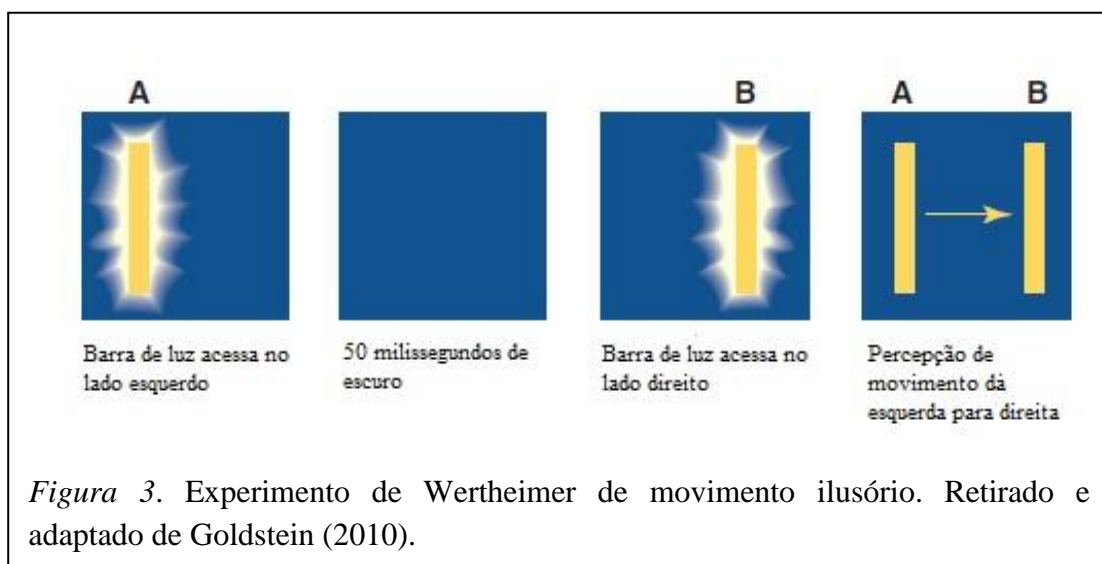 A
B
A
B
Barra de luz acessa no
lado esquerdo
50 milissegundos de
escuro
Barra de luz acessa no
lado direito
Percepção de
movimento da
esquerda para direita
Figura 3. Experimento de Wertheimer de movimento ilusório. Retirado e
adaptado de Goldstein (2010).